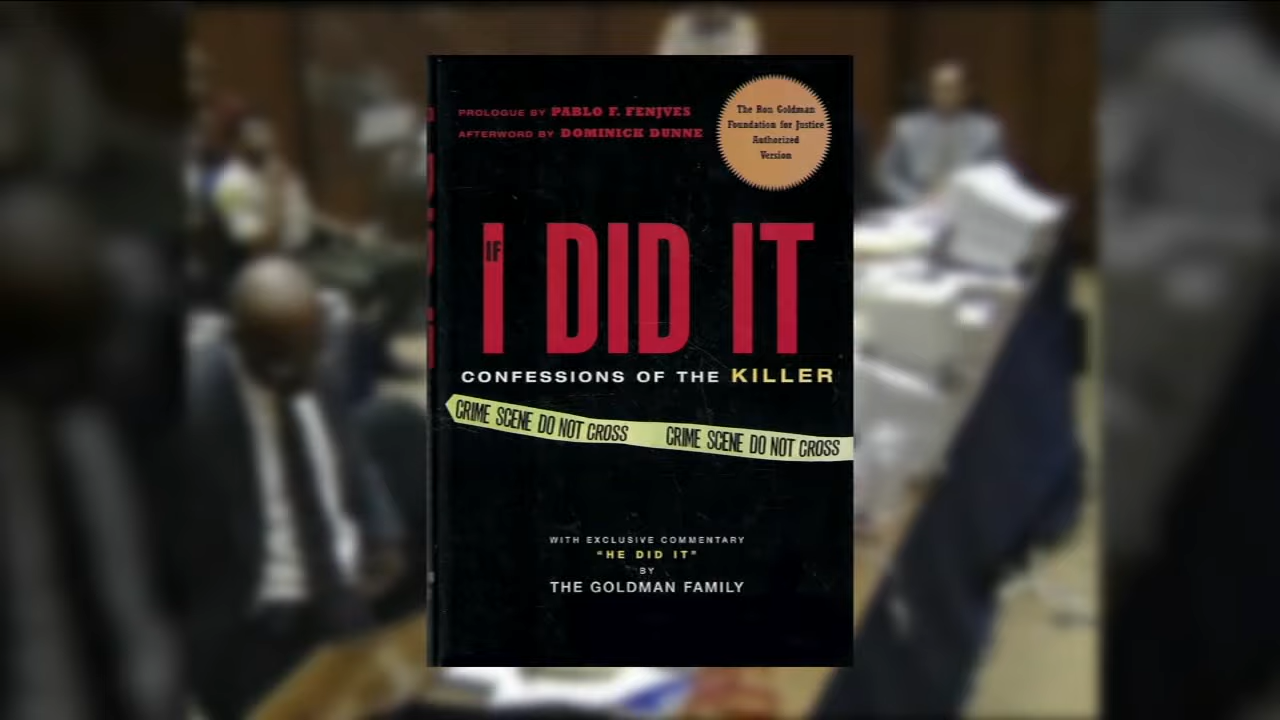 PROLOGUE BY PABLO F. FENJVES
AFTERWORD BY DOMINICK DUNNE
The Ron Goldman
Foundation for Justice
Authorized
Version
IF
I DID IT
CONFESSIONS OF THE KILLER
CRIME SCENE DO NOT CROSS CRIME SCENE DO NOT CROSS
WITH EXCLUSIVE COMMENTARY
"HE DID IT"
BY
THE GOLDMAN FAMILY